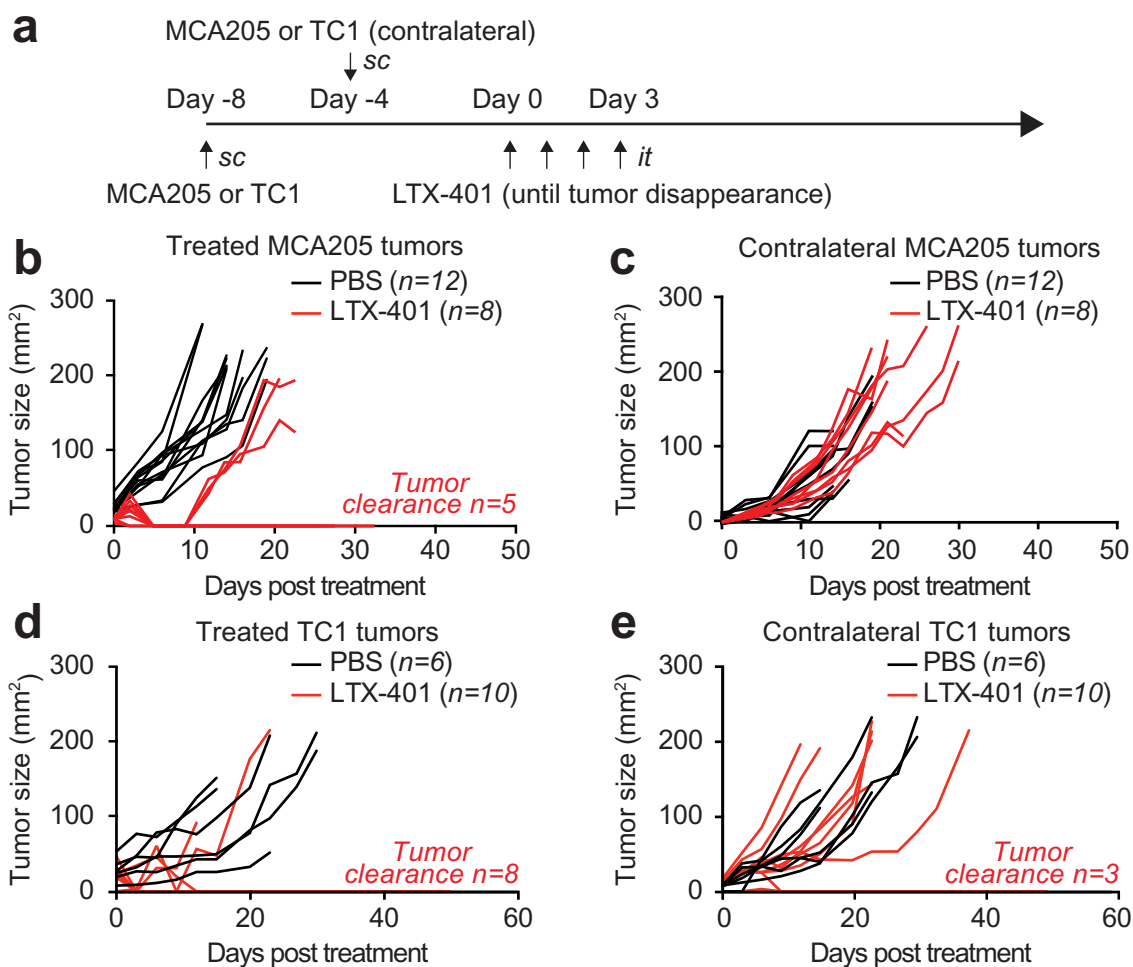 a
MCA205 or TC1 (contralateral)
sc
Day -8 Day -4 Day 0 Day 3
sc it
MCA205 or TC1 LTX-401 (until tumor disappearance)
b
Treated MCA205 tumors
PBS (n=12)
LTX-401 (n=8)
Tumor size (mm²)
300
200
100
0
Tumor
clearance n=5
0 10 20 30 40 50
Days post treatment
c
Contralateral MCA205 tumors
PBS (n=12)
LTX-401 (n=8)
Tumor size (mm²)
300
200
100
0
0 10 20 30 40 50
Days post treatment
d
Treated TC1 tumors
PBS (n=6)
LTX-401 (n=10)
Tumor size (mm²)
300
200
100
0
Tumor
clearance n=8
0 20 40 60
Days post treatment
e
Contralateral TC1 tumors
PBS (n=6)
LTX-401 (n=10)
Tumor size (mm²)
300
200
100
0
Tumor
clearance n=3
0 20 40 60
Days post treatment